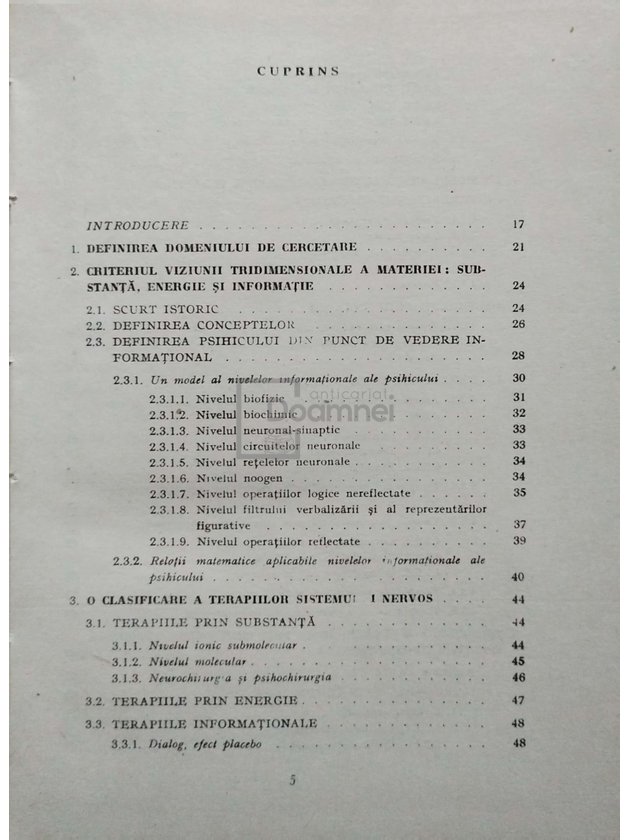 CUPRINS
INTRODUCERE . . . . . . . . . . . . . . . . . . . . . . 17
1. DEFINIREA DOMENIULUI DE CERCETARE . . . . . . . . . 21
2. CRITERIUL VIZIUNII TRIDIMENSIONALE A MATERIEI: SUB-
STANȚĂ, ENERGIE ȘI INFORMAȚIE . . . . . . . . . . . . 24
2.1. SCURT ISTORIC . . . . . . . . . . . . . . . . . 24
2.2. DEFINIREA CONCEPTELOR . . . . . . . . . . . . 26
2.3. DEFINIREA PSIHICULUI DIN PUNCT DE VEDERE IN-
FORMAȚIONAL . . . . . . . . . . . . . . . . . . 28
2.3.1. Un model al nivelelor informaționale ale psihicului . . . . 30
2.3.1.1. Nivelul biofizic . . . . . . . . . . . . . 31
2.3.1.2. Nivelul biochimic . . . . . . . . . . . . 32
2.3.1.3. Nivelul neuronal-sinaptic . . . . . . . . . 33
2.3.1.4. Nivelul circuitelor neuronale . . . . . . . . 33
2.3.1.5. Nivelul rețelelor neuronale . . . . . . . . . 34
2.3.1.6. Nivelul noogen . . . . . . . . . . . . . 34
2.3.1.7. Nivelul operațiilor logice nereflectate . . . . . . 35
2.3.1.8. Nivelul filtrului verbalizării și al reprezentărilor
figurative . . . . . . . . . . . . . . . 37
2.3.1.9. Nivelul operațiilor reflectate . . . . . . . . 39
2.3.2. Relații matematice aplicabile nivelelor informaționale ale
psihicului . . . . . . . . . . . . . . . . . . . 40
3. O CLASIFICARE A TERAPIILOR SISTEMULUI NERVOS . . . . 44
3.1. TERAPIILE PRIN SUBSTANȚĂ . . . . . . . . . . . 44
3.1.1. Nivelul ionic submolecular . . . . . . . . . . . . 44
3.1.2. Nivelul molecular . . . . . . . . . . . . . . . . 45
3.1.3. Neurochirurgia și psihochirurgia . . . . . . . . . . 46
3.2. TERAPIILE PRIN ENERGIE . . . . . . . . . . . . . 47
3.3. TERAPIILE INFORMAȚIONALE . . . . . . . . . . . 48
3.3.1. Dialog, efect placebo . . . . . . . . . . . . . . 48
anticariat
Doamnei
5